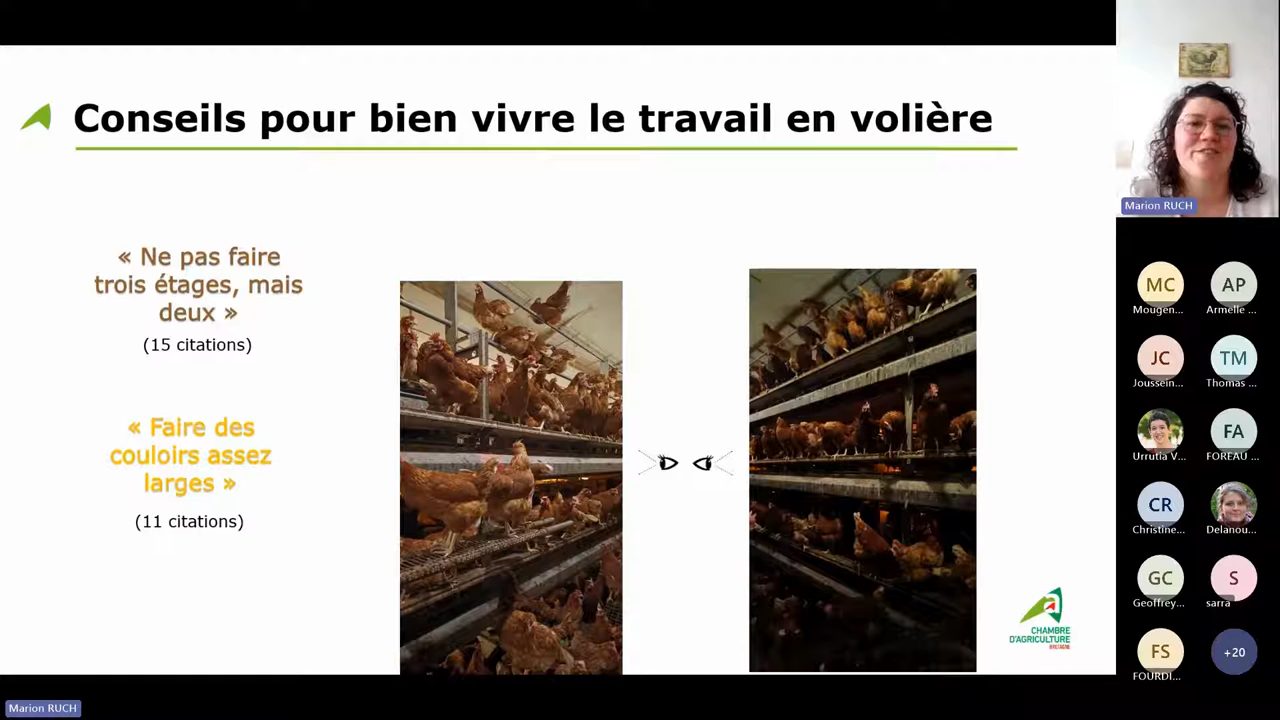 Conseils pour bien vivre le travail en volière
« Ne pas faire
trois étages, mais
deux »
(15 citations)
« Faire des
couloirs assez
larges »
(11 citations)
CHAMBRE
D'AGRICULTURE
BRETAGNE
Marion RUCH
MC
Mougen...
AP
Armelle ...
JC
Joussein...
TM
Thomas ...
Urrutia V...
FA
FOREAU ...
CR
Christine...
Delanou...
GC
Geoffrey...
S
sarra
FS
FOURDI...
+20
Marion RUCH